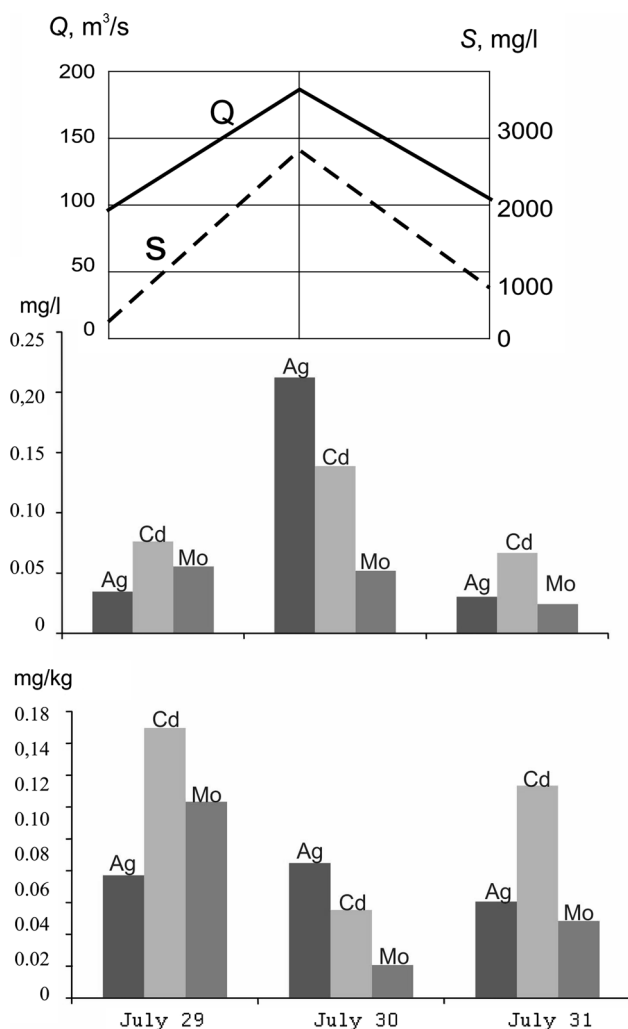 Q, m³/s
S, mg/l
200
150
100
50
0
3000
2000
1000
0
Q
S
mg/l
0.25
0,20
0.15
0.10
0.05
0
Ag
Cd
Mo
Ag
Cd
Mo
Ag
Cd
Mo
mg/kg
0.18
0,14
0.12
0.10
0.08
0.06
0.04
0.02
0
Ag
Cd
Mo
Ag
Cd
Mo
Ag
Cd
Mo
July 29
July 30
July 31